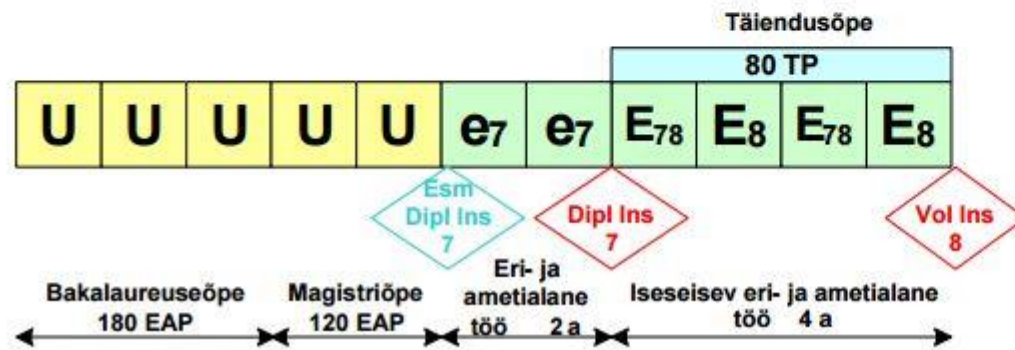 Täiendusõpe
80 TP
U U U U U e7 e7 E78 E8 E78 E8
Esm
Dipl Ins
7
Dipl Ins
7
Vol Ins
8
Bakalaureuseõpe
180 EAP
Magistriõpe
120 EAP
Eri- ja
ametialane
töö 2 a
Iseseisev eri- ja ametialane
töö 4 a